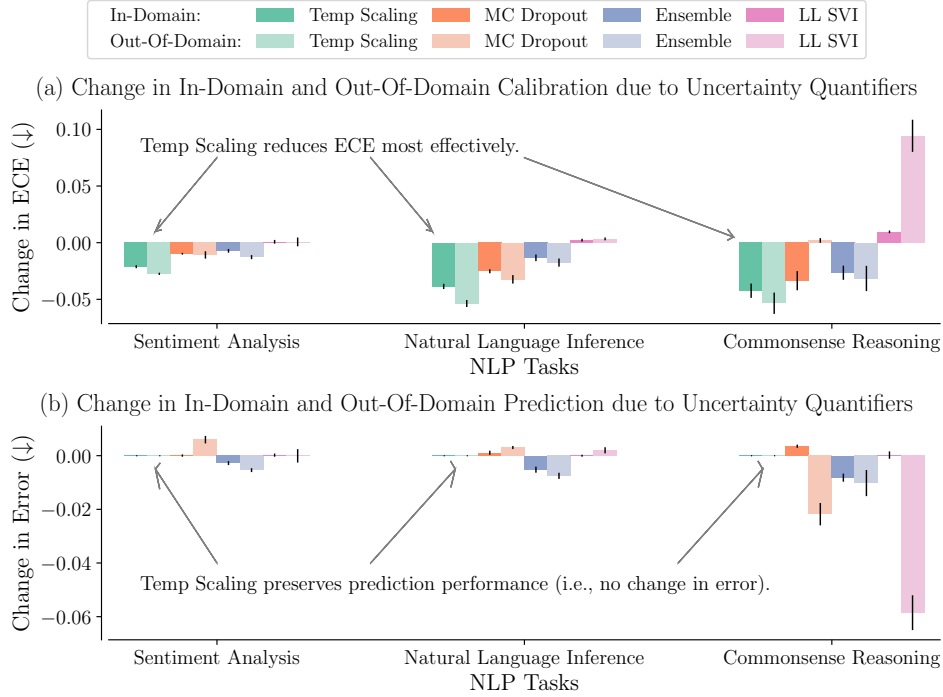 In-Domain: Temp Scaling MC Dropout Ensemble LL SVI
Out-Of-Domain: Temp Scaling MC Dropout Ensemble LL SVI
(a) Change in In-Domain and Out-Of-Domain Calibration due to Uncertainty Quantifiers
Change in ECE (↓)
0.10
0.05
0.00
−0.05
Temp Scaling reduces ECE most effectively.
Sentiment Analysis Natural Language Inference Commonsense Reasoning
NLP Tasks
(b) Change in In-Domain and Out-Of-Domain Prediction due to Uncertainty Quantifiers
Change in Error (↓)
0.00
−0.02
−0.04
−0.06
Temp Scaling preserves prediction performance (i.e., no change in error).
Sentiment Analysis Natural Language Inference Commonsense Reasoning
NLP Tasks